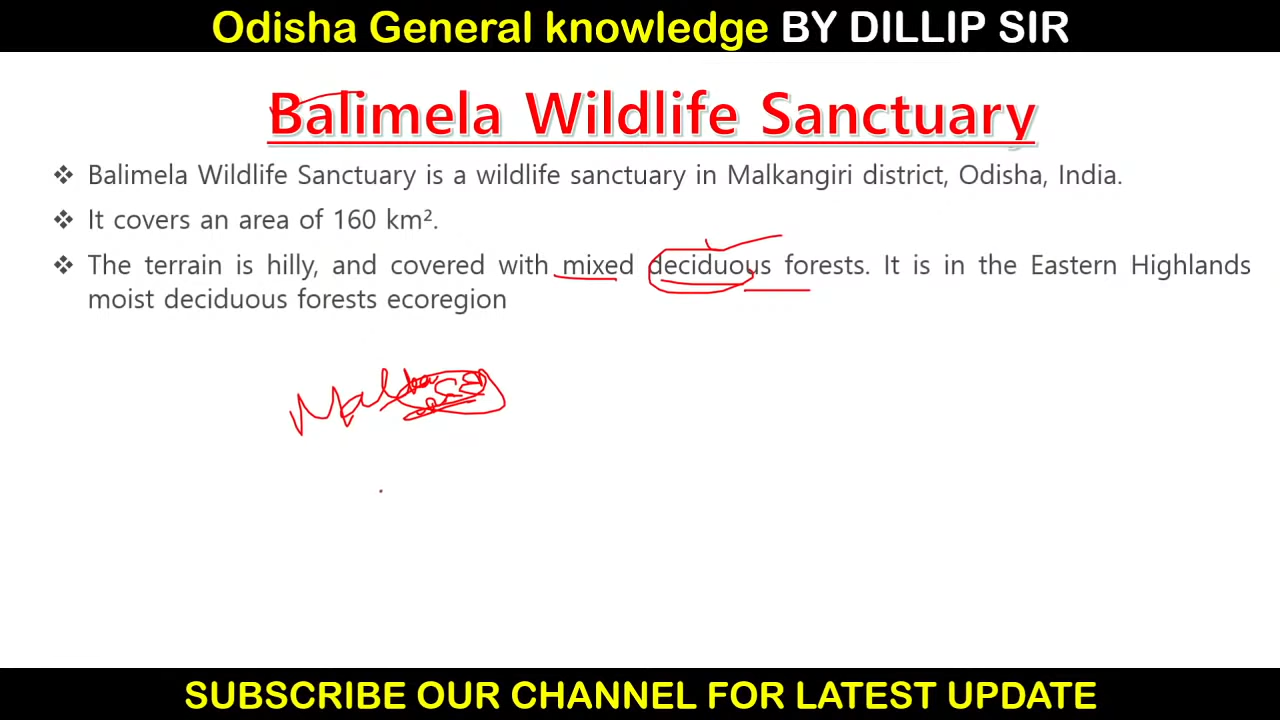 Odisha General knowledge BY DILLIP SIR
Balimela Wildlife Sanctuary
❖ Balimela Wildlife Sanctuary is a wildlife sanctuary in Malkangiri district, Odisha, India.
❖ It covers an area of 160 km².
❖ The terrain is hilly, and covered with mixed deciduous forests. It is in the Eastern Highlands
moist deciduous forests ecoregion
SUBSCRIBE OUR CHANNEL FOR LATEST UPDATE